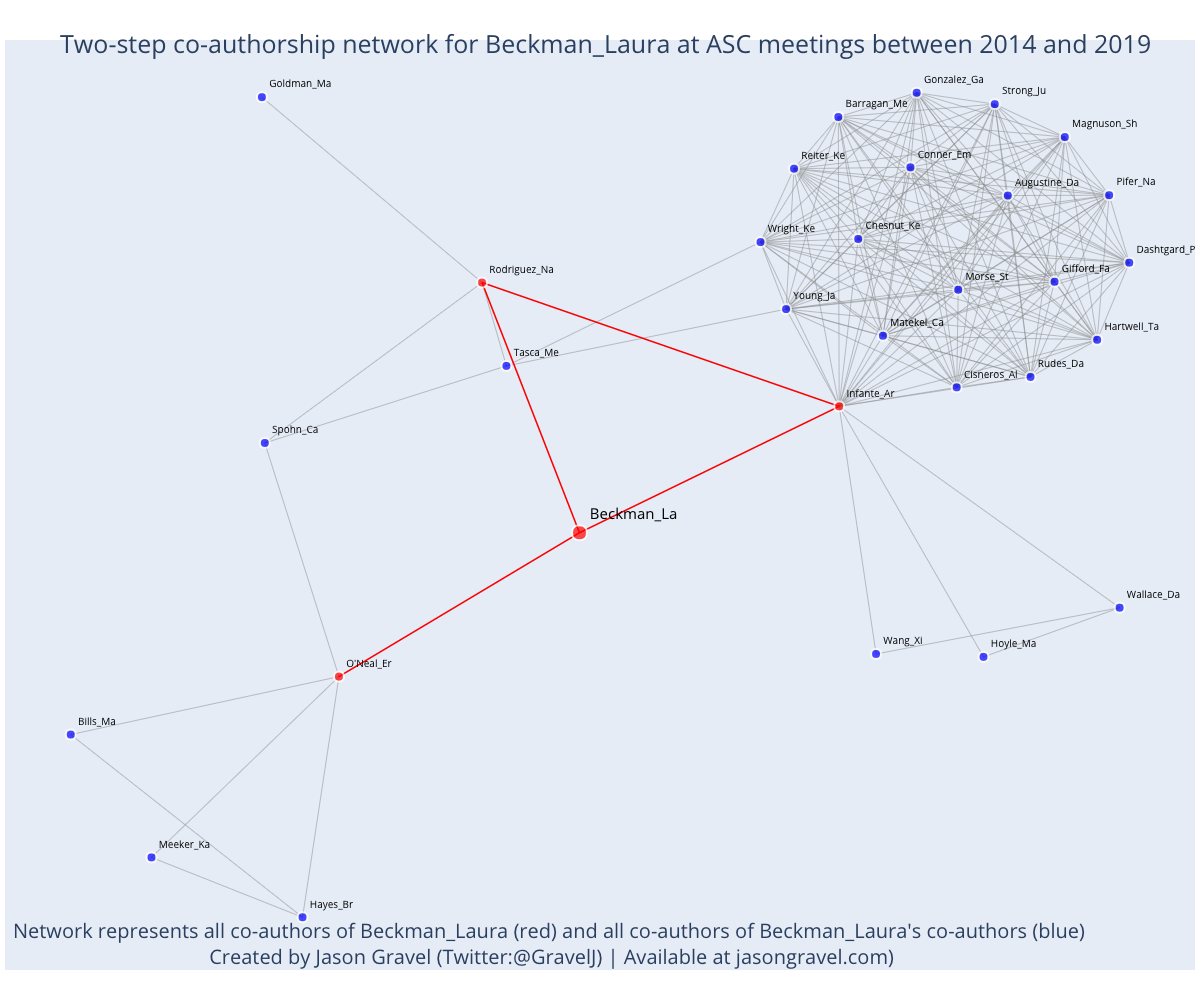 Two-step co-authorship network for Beckman_Laura at ASC meetings between 2014 and 2019
Goldman_Ma
Gonzalez_Ga
Strong_Ju
Barragan_Me
Magnuson_Sh
Reiter_Ke
Conner_Em
Augustine_Da
Pifer_Na
Wright_Ke
Chesnut_Ke
Dashtgard_P
Rodriguez_Na
Morse_St
Gifford_Fa
Young_Ja
Matekel_Ca
Hartwell_Ta
Tasca_Me
Cisneros_Al
Rudes_Da
Infante_Ar
Spohn_Ca
Beckman_La
Wallace_Da
Wang_Xi
Hoyle_Ma
O'Neal_Er
Bills_Ma
Meeker_Ka
Hayes_Br
Network represents all co-authors of Beckman_Laura (red) and all co-authors of Beckman_Laura's co-authors (blue)
Created by Jason Gravel (Twitter:@GravelJ) | Available at jasongravel.com)